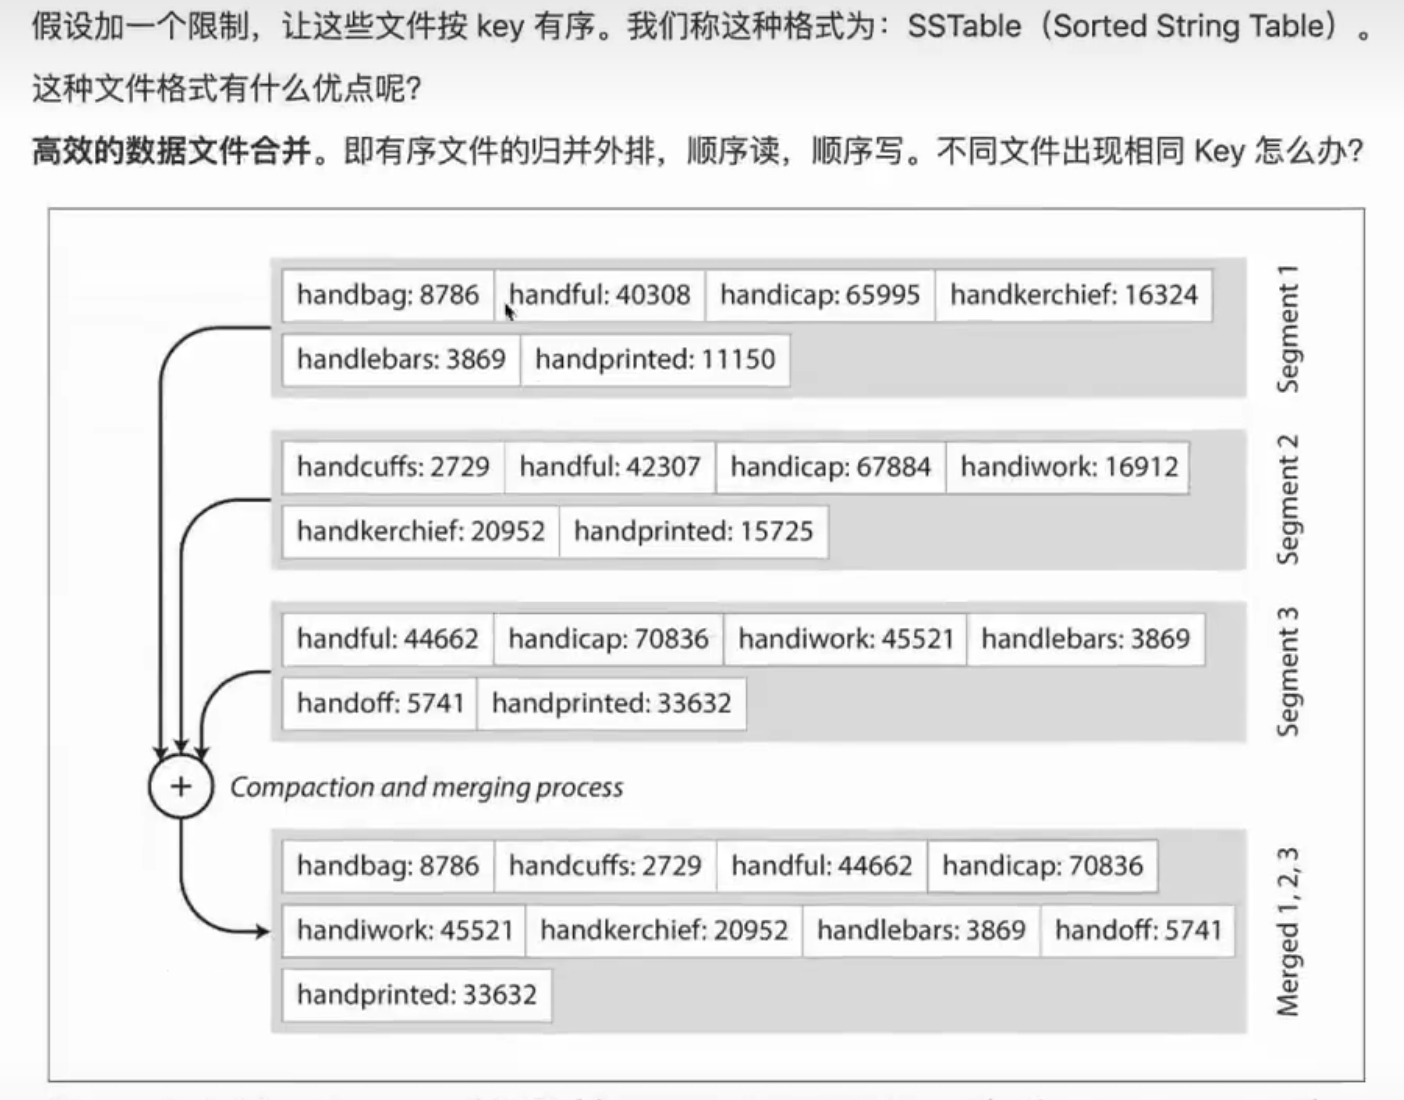 假设加一个限制，让这些文件按 key 有序。我们称这种格式为：SSTable（Sorted String Table）。
这种文件格式有什么优点呢？
高效的数据文件合并。即有序文件的归并外排，顺序读，顺序写。不同文件出现相同 Key 怎么办？
handbag: 8786 handful: 40308 handicap: 65995 handkerchief: 16324
handlebars: 3869 handprinted: 11150
Segment 1
handcuffs: 2729 handful: 42307 handicap: 67884 handiwork: 16912
handkerchief: 20952 handprinted: 15725
Segment 2
handful: 44662 handicap: 70836 handiwork: 45521 handlebars: 3869
handoff: 5741 handprinted: 33632
Segment 3
+ Compaction and merging process
handbag: 8786 handcuffs: 2729 handful: 44662 handicap: 70836
handiwork: 45521 handkerchief: 20952 handlebars: 3869 handoff: 5741
handprinted: 33632
Merged 1, 2, 3